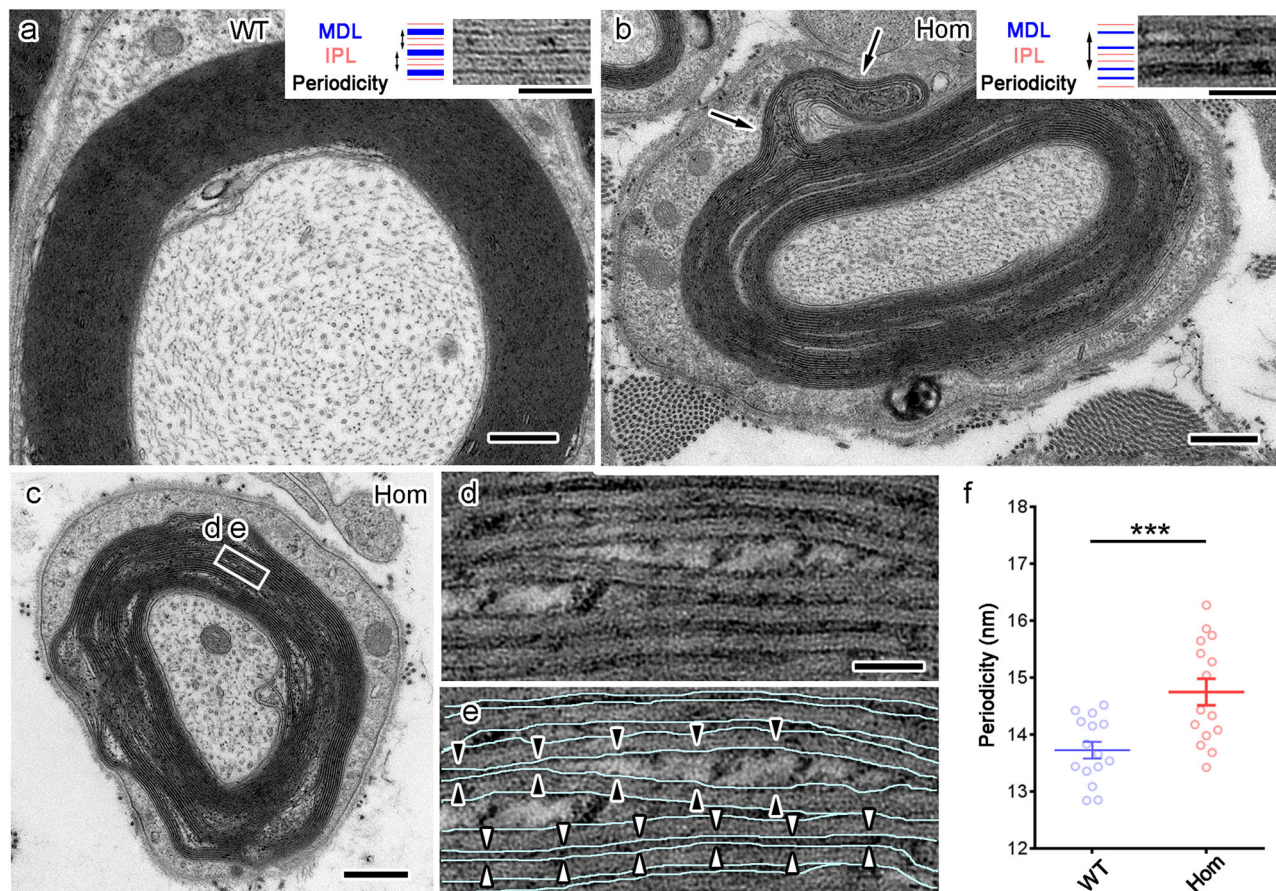 a
WT
MDL
IPL
Periodicity
b
Hom
MDL
IPL
Periodicity
c
Hom
d e
d
e
f
18
17
16
15
14
13
12
Periodicity (nm)
***
WT
Hom